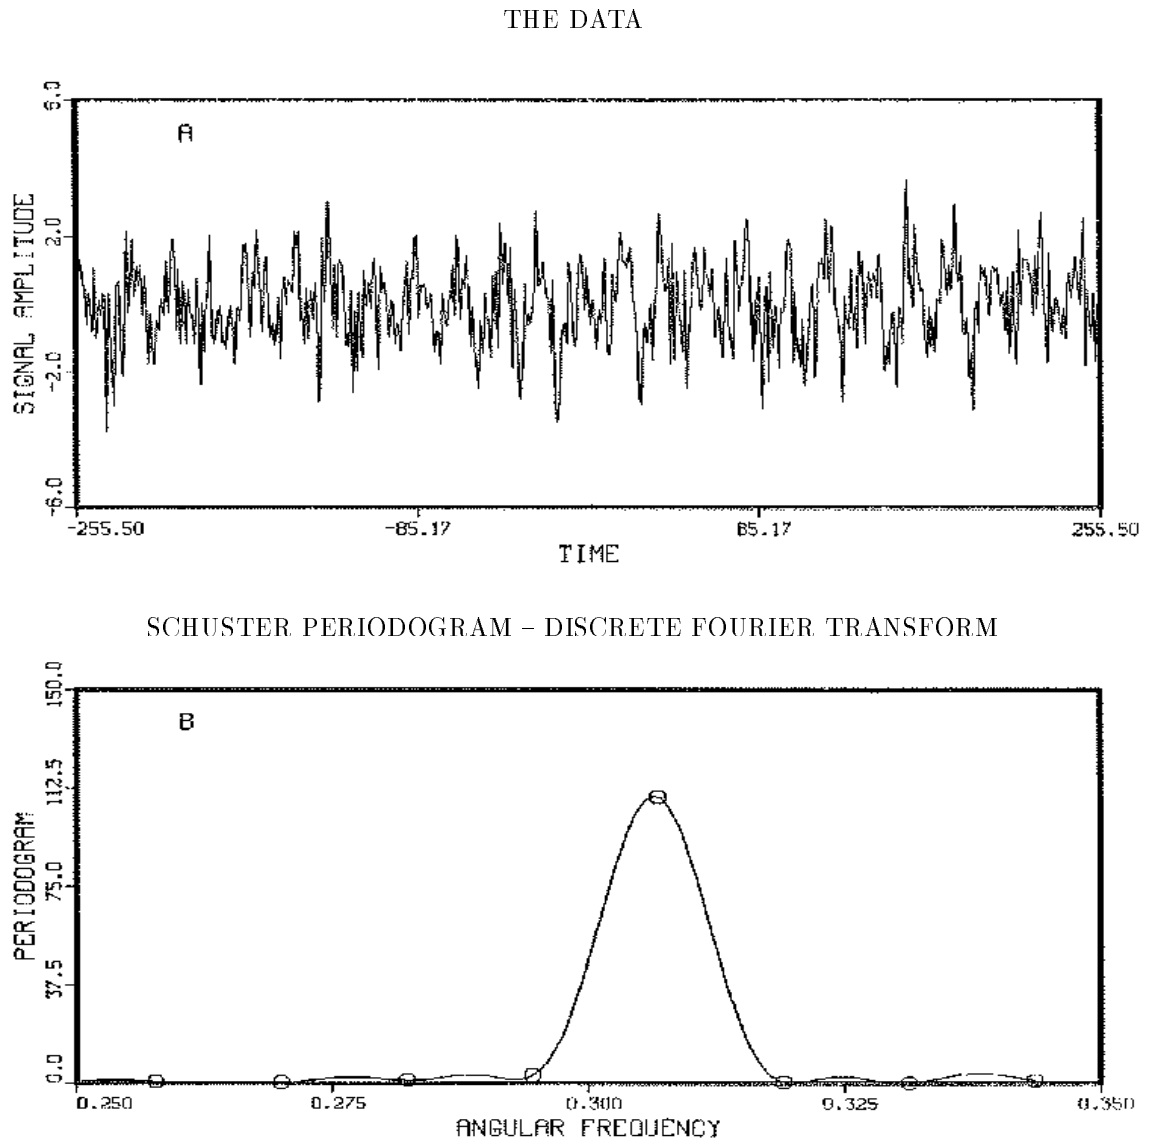 THE DATA
6.0
A
2.0
SIGNAL AMPLITUDE
-2.0
-6.0
-255.50 -85.17 85.17 255.50
TIME
SCHUSTER PERIODOGRAM – DISCRETE FOURIER TRANSFORM
150.0
B
112.5
PERIODOGRAM
75.0
37.5
0.0
0.250 0.275 0.300 0.325 0.350
ANGULAR FREQUENCY